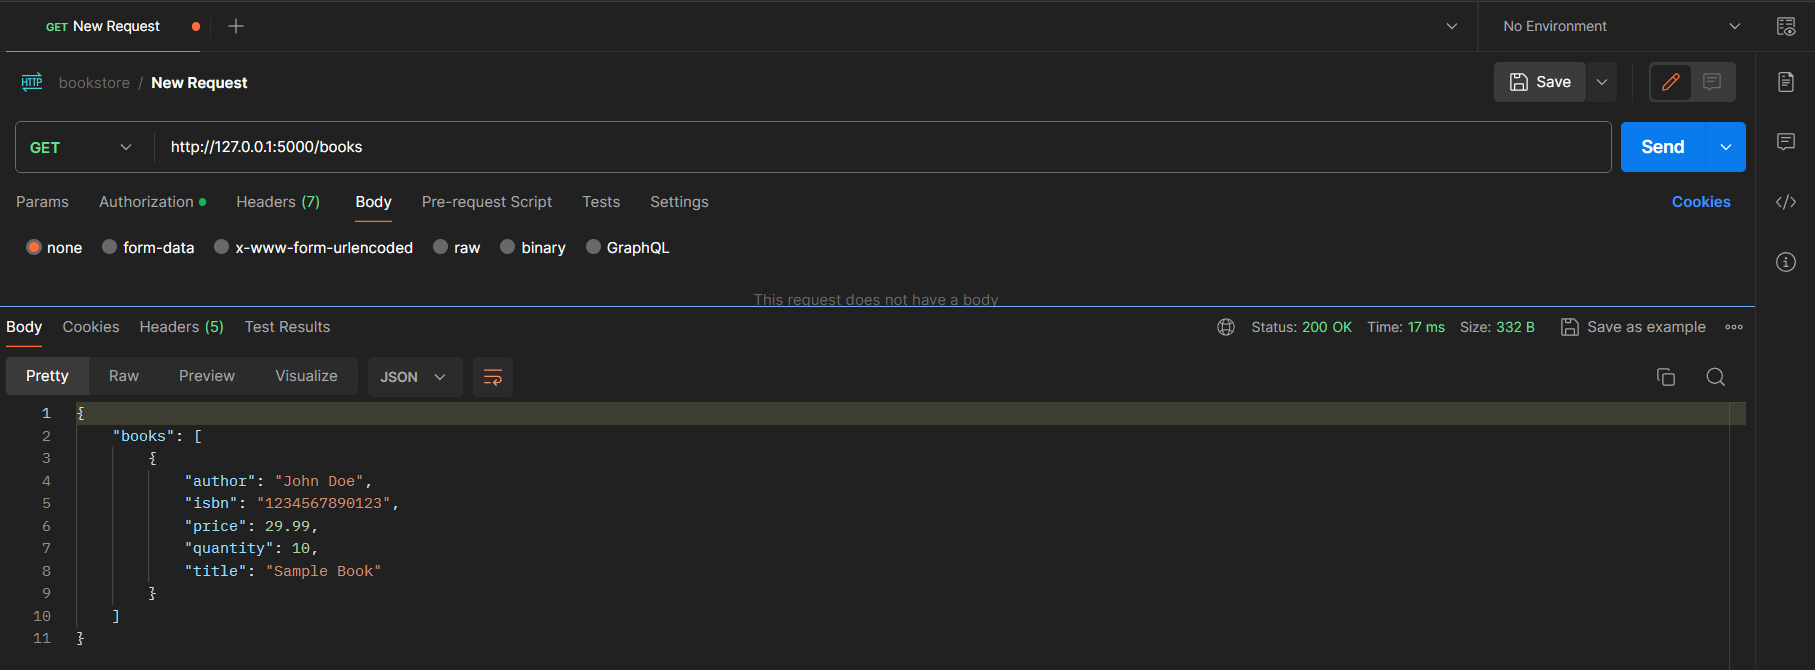 GET New Request
No Environment
HTTP bookstore / New Request
Save
GET http://127.0.0.1:5000/books
Send
Params Authorization Headers (7) Body Pre-request Script Tests Settings Cookies
none form-data x-www-form-urlencoded raw binary GraphQL
This request does not have a body
Body Cookies Headers (5) Test Results Status: 200 OK Time: 17 ms Size: 332 B Save as example
Pretty Raw Preview Visualize JSON
1 {
2 "books": [
3 {
4 "author": "John Doe",
5 "isbn": "1234567890123",
6 "price": 29.99,
7 "quantity": 10,
8 "title": "Sample Book"
9 }
10 ]
11 }